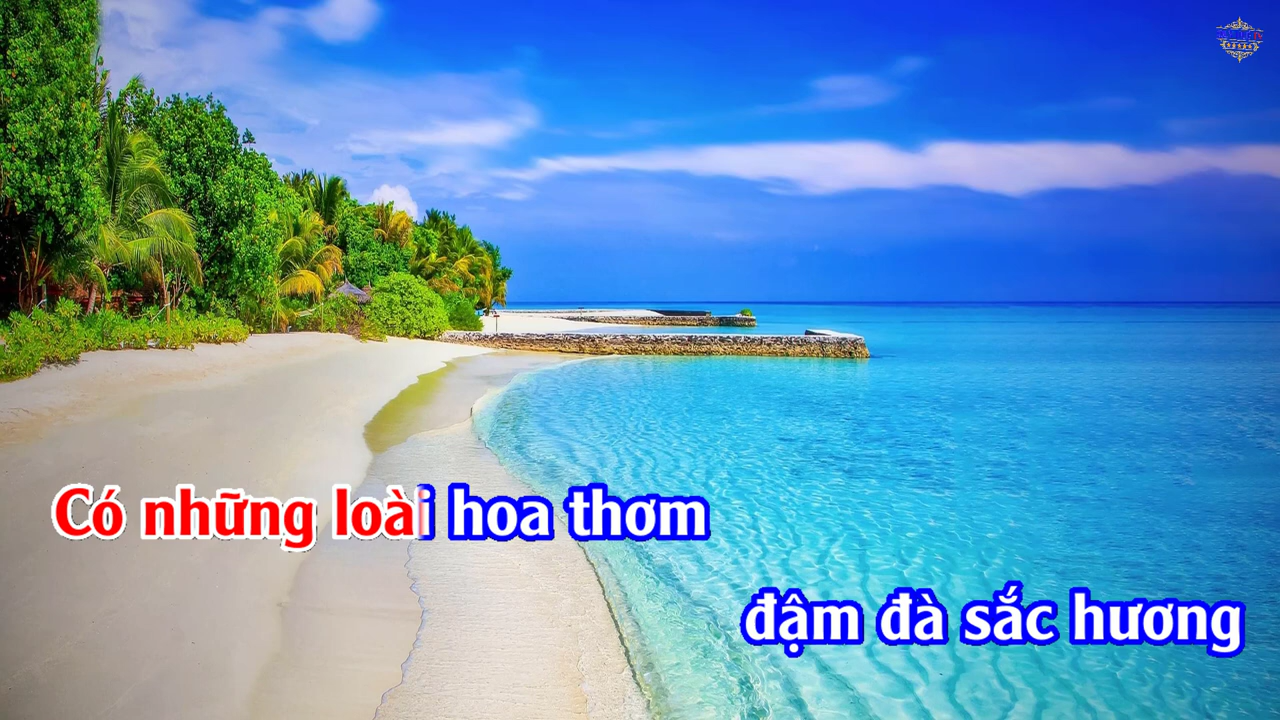 Có những loài hoa thơm
đậm đà sắc hương